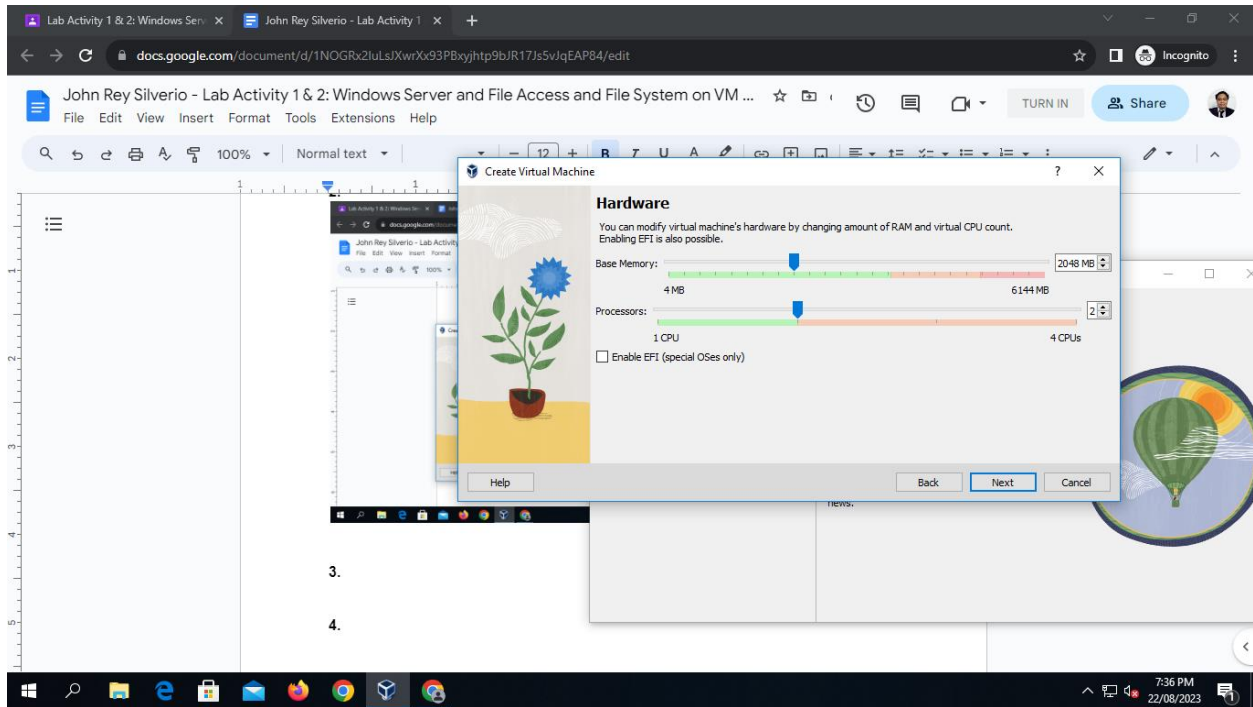 Lab Activity 1 & 2: Windows Serv
John Rey Silverio - Lab Activity 1
docs.google.com/document/d/1NOGRx2luLsJXwrXx93PBxyjhtp9bJR17Js5vJqEAP84/edit
Incognito
John Rey Silverio - Lab Activity 1 & 2: Windows Server and File Access and File System on VM ...
TURN IN
Share
File Edit View Insert Format Tools Extensions Help
100% Normal text 12 B I U A
Create Virtual Machine
Hardware
You can modify virtual machine's hardware by changing amount of RAM and virtual CPU count.
Enabling EFI is also possible.
Base Memory: 2048 MB
4 MB 6144 MB
Processors: 2
1 CPU 4 CPUs
Enable EFI (special OSes only)
Help Back Next Cancel
news.
3.
4.
7:36 PM
22/08/2023